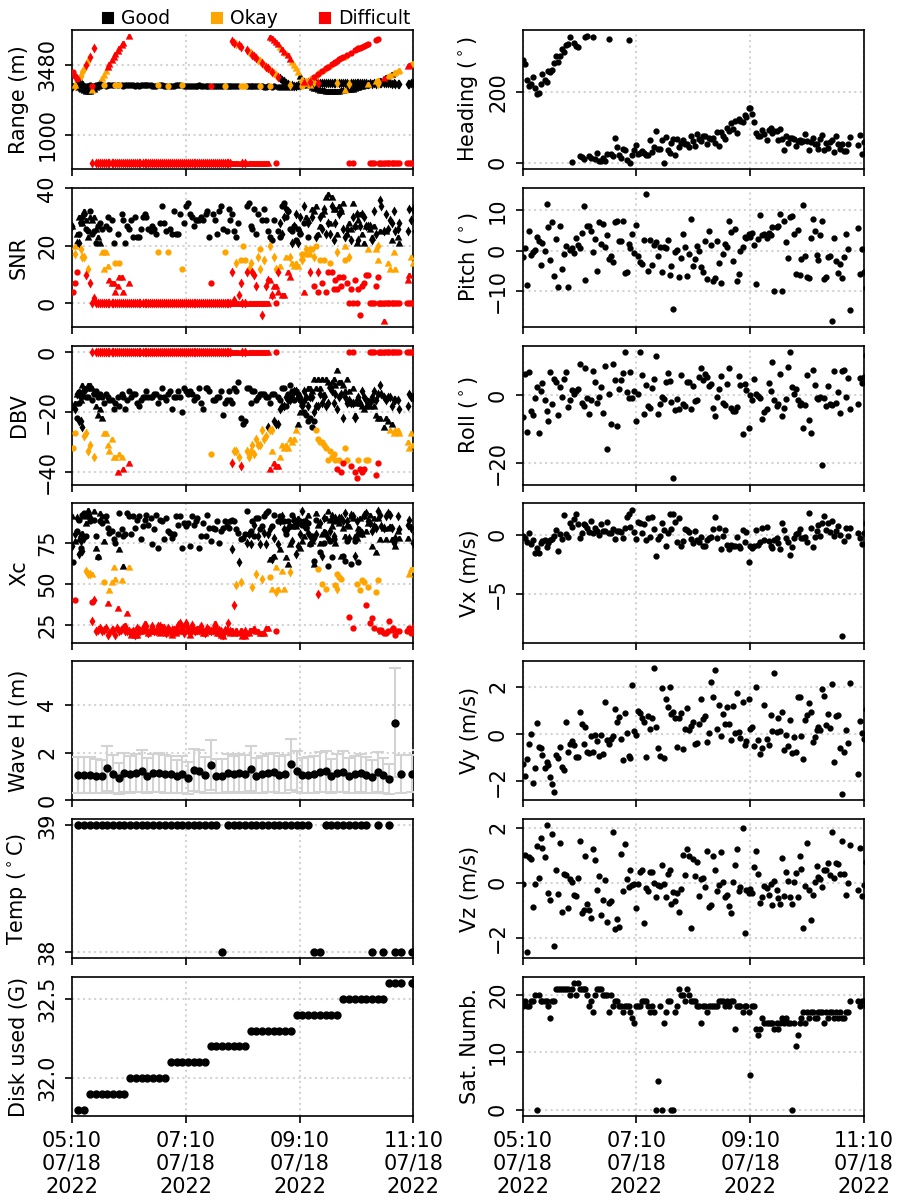 Good Okay Difficult
Range (m)
3480
1000
Heading (°)
200
0
SNR
40
20
0
Pitch (°)
10
0
−10
DBV
0
−20
−40
Roll (°)
0
−20
Xc
75
50
25
Vx (m/s)
0
−5
Wave H (m)
4
2
0
Vy (m/s)
2
0
−2
Temp (°C)
39
38
Vz (m/s)
2
0
−2
Disk used (G)
32.5
32.0
Sat. Numb.
20
10
0
05:10 07:10 09:10 11:10 05:10 07:10 09:10 11:10
07/18 07/18 07/18 07/18 07/18 07/18 07/18 07/18
2022 2022 2022 2022 2022 2022 2022 2022